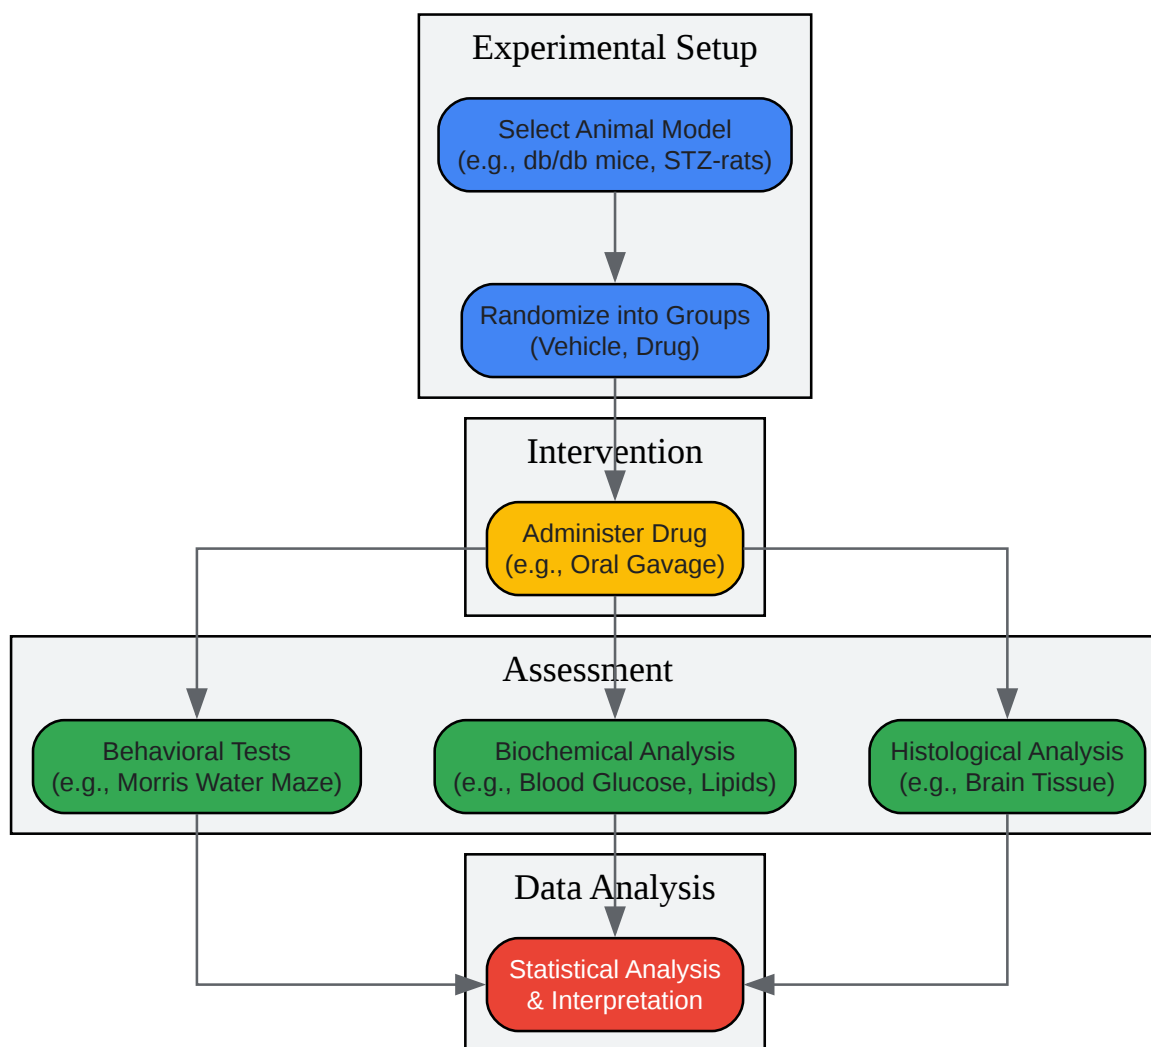 Experimental Setup
Select Animal Model
(e.g., db/db mice, STZ-rats)
Randomize into Groups
(Vehicle, Drug)
Intervention
Administer Drug
(e.g., Oral Gavage)
Assessment
Behavioral Tests
(e.g., Morris Water Maze)
Biochemical Analysis
(e.g., Blood Glucose, Lipids)
Histological Analysis
(e.g., Brain Tissue)
Data Analysis
Statistical Analysis
& Interpretation